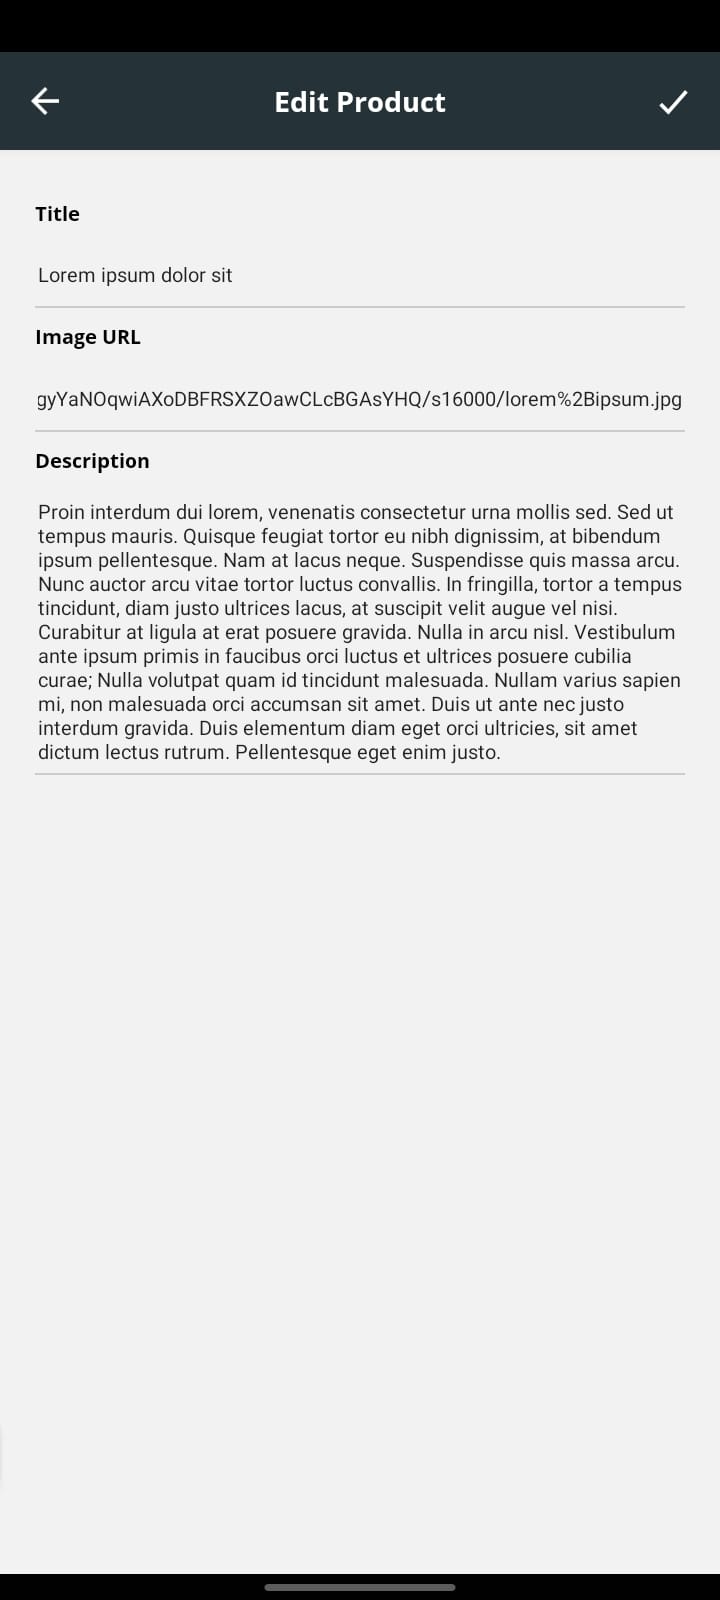 Edit Product
Title
Lorem ipsum dolor sit
Image URL
gyYaNOqwiAXoDBFRSXZOawCLcBGAsYHQ/s16000/lorem%2Bipsum.jpg
Description
Proin interdum dui lorem, venenatis consectetur urna mollis sed. Sed ut
tempus mauris. Quisque feugiat tortor eu nibh dignissim, at bibendum
ipsum pellentesque. Nam at lacus neque. Suspendisse quis massa arcu.
Nunc auctor arcu vitae tortor luctus convallis. In fringilla, tortor a tempus
tincidunt, diam justo ultrices lacus, at suscipit velit augue vel nisi.
Curabitur at ligula at erat posuere gravida. Nulla in arcu nisl. Vestibulum
ante ipsum primis in faucibus orci luctus et ultrices posuere cubilia
curae; Nulla volutpat quam id tincidunt malesuada. Nullam varius sapien
mi, non malesuada orci accumsan sit amet. Duis ut ante nec justo
interdum gravida. Duis elementum diam eget orci ultricies, sit amet
dictum lectus rutrum. Pellentesque eget enim justo.